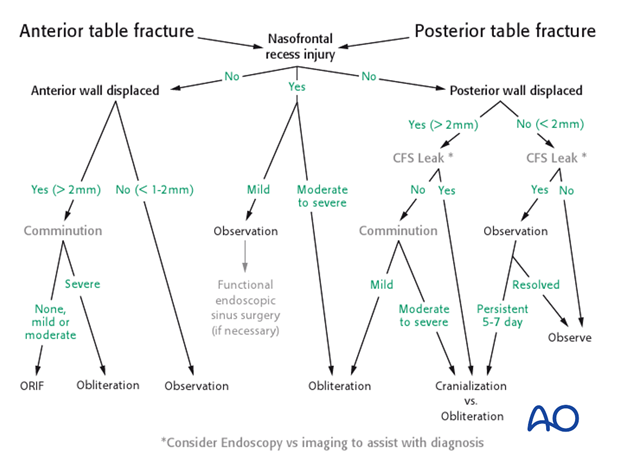 Anterior table fracture
Posterior table fracture
Nasofrontal
recess injury
No
Yes
No
Anterior wall displaced
Posterior wall displaced
Yes (> 2mm)
No (< 2mm)
CFS Leak *
CFS Leak *
Yes (> 2mm)
No (< 1-2mm)
Mild
Moderate
to severe
No
Yes
Yes
No
Comminution
Observation
Comminution
Observation
Severe
Functional
endoscopic
sinus surgery
(if necessary)
Mild
Resolved
None,
mild or
moderate
Moderate
to severe
Persistent
5-7 day
Observe
ORIF
Obliteration
Observation
Obliteration
Cranialization
vs.
Obliteration
AO
*Consider Endoscopy vs imaging to assist with diagnosis